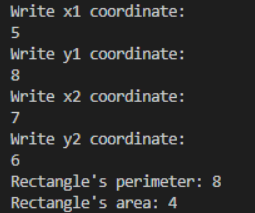 Write x1 coordinate:
5
Write y1 coordinate:
8
Write x2 coordinate:
7
Write y2 coordinate:
6
Rectangle's perimeter: 8
Rectangle's area: 4